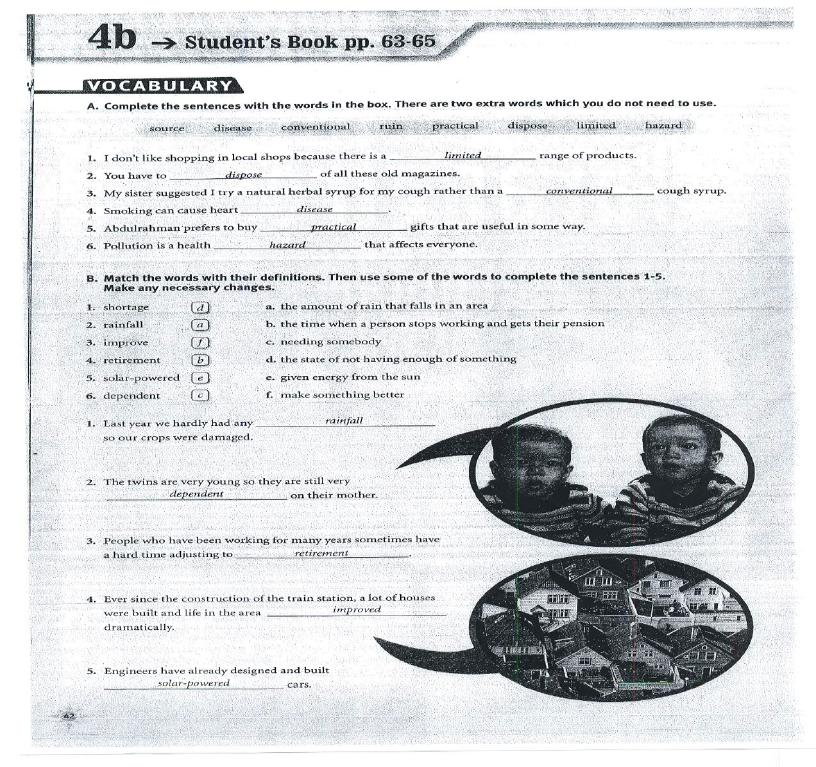 4b → Student's Book pp. 63-65
VOCABULARY
A. Complete the sentences with the words in the box. There are two extra words which you do not need to use.
source disease conventional ruin practical dispose limited hazard
1. I don't like shopping in local shops because there is a limited range of products.
2. You have to dispose of all these old magazines.
3. My sister suggested I try a natural herbal syrup for my cough rather than a conventional cough syrup.
4. Smoking can cause heart disease.
5. Abdulrahman prefers to buy practical gifts that are useful in some way.
6. Pollution is a health hazard that affects everyone.
B. Match the words with their definitions. Then use some of the words to complete the sentences 1-5.
Make any necessary changes.
1. shortage d a. the amount of rain that falls in an area
2. rainfall a b. the time when a person stops working and gets their pension
3. improve f c. needing somebody
4. retirement b d. the state of not having enough of something
5. solar-powered e e. given energy from the sun
6. dependent c f. make something better
1. Last year we hardly had any rainfall
so our crops were damaged.
2. The twins are very young so they are still very
dependent on their mother.
3. People who have been working for many years sometimes have
a hard time adjusting to retirement.
4. Ever since the construction of the train station, a lot of houses
were built and life in the area improved
dramatically.
5. Engineers have already designed and built
solar-powered cars.
62